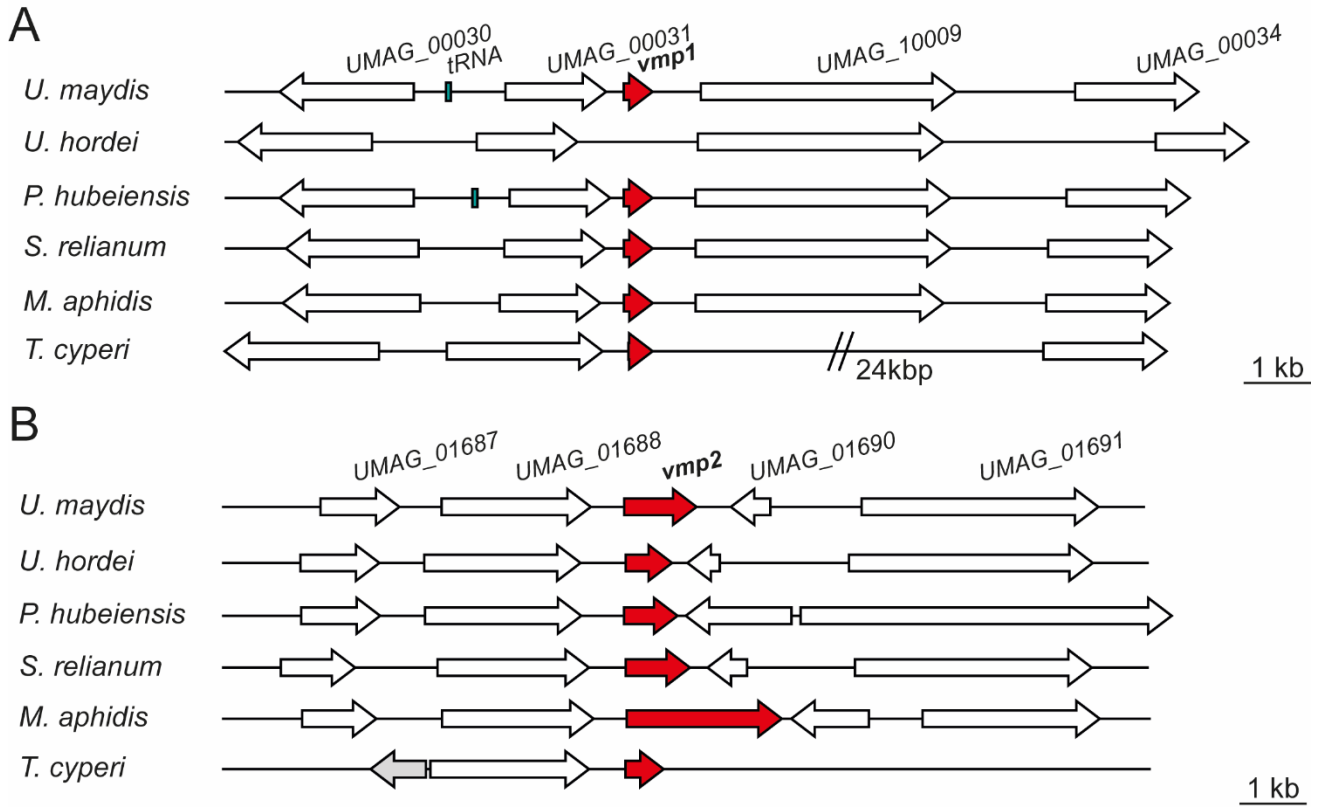 A
UMAG_00030
tRNA
UMAG_00031
vmp1
UMAG_10009
UMAG_00034
U. maydis
U. hordei
P. hubeiensis
S. relianum
M. aphidis
T. cyperi
24kbp
1 kb
B
UMAG_01687
UMAG_01688
vmp2
UMAG_01690
UMAG_01691
U. maydis
U. hordei
P. hubeiensis
S. relianum
M. aphidis
T. cyperi
1 kb